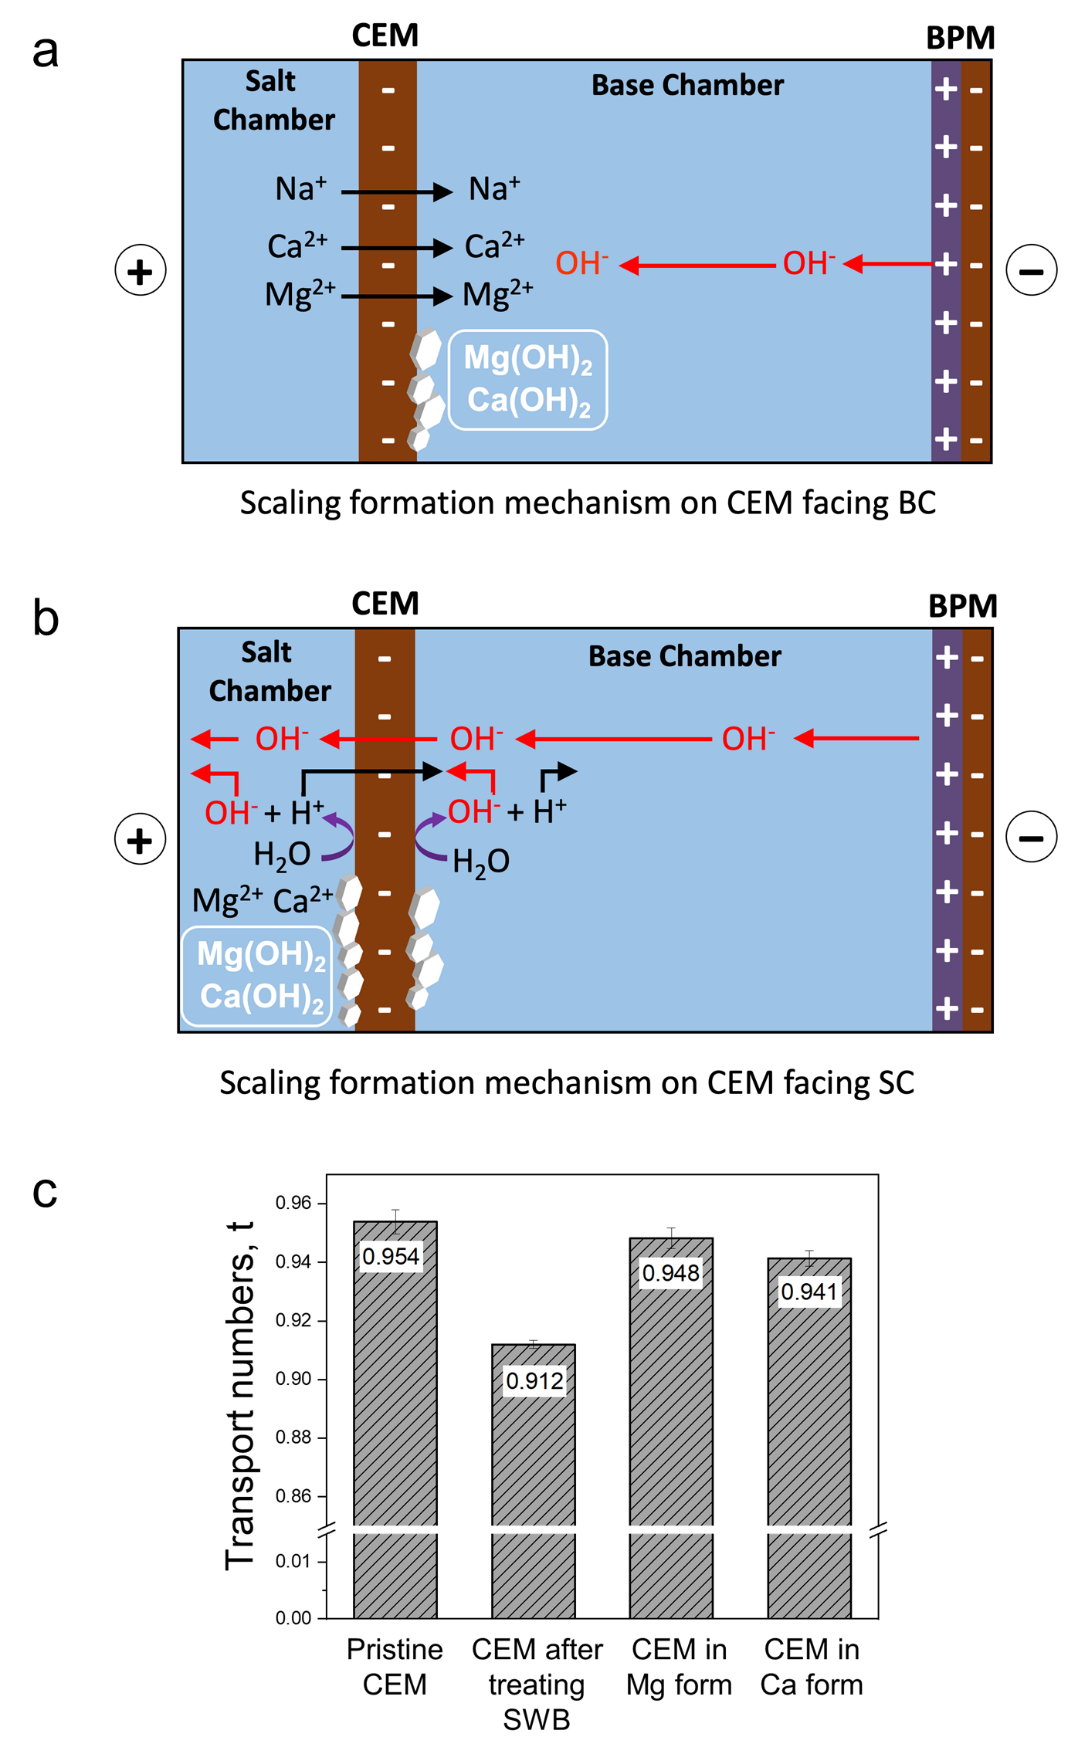 a
CEM
BPM
Salt
Chamber
Base Chamber
Na⁺ Na⁺
Ca²⁺ Ca²⁺
OH⁻ OH⁻
Mg²⁺ Mg²⁺
Mg(OH)₂
Ca(OH)₂
+
−
Scaling formation mechanism on CEM facing BC
b
CEM
BPM
Salt
Chamber
Base Chamber
OH⁻ OH⁻ OH⁻
OH⁻ + H⁺ OH⁻ + H⁺
H₂O H₂O
Mg²⁺ Ca²⁺
Mg(OH)₂
Ca(OH)₂
+
−
Scaling formation mechanism on CEM facing SC
c
Transport numbers, t
0.96
0.94
0.92
0.90
0.88
0.86
0.01
0.00
0.954
0.912
0.948
0.941
Pristine
CEM
CEM after
treating
SWB
CEM in
Mg form
CEM in
Ca form